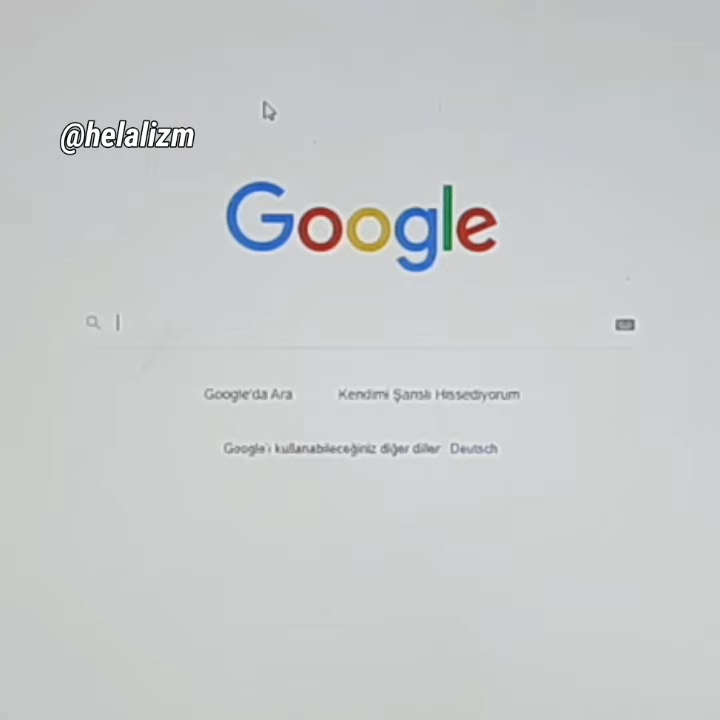 @helalizm
Google
Google'da Ara Kendimi Şanslı Hissediyorum
Google'ı kullanabileceğiniz diğer diller: Deutsch